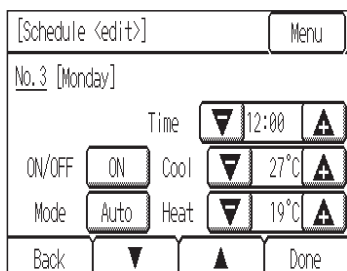 [Schedule <edit>] Menu
No. 3 [Monday]
Time 12:00
ON/OFF ON Cool 27°C
Mode Auto Heat 19°C
Back ▼ ▲ Done